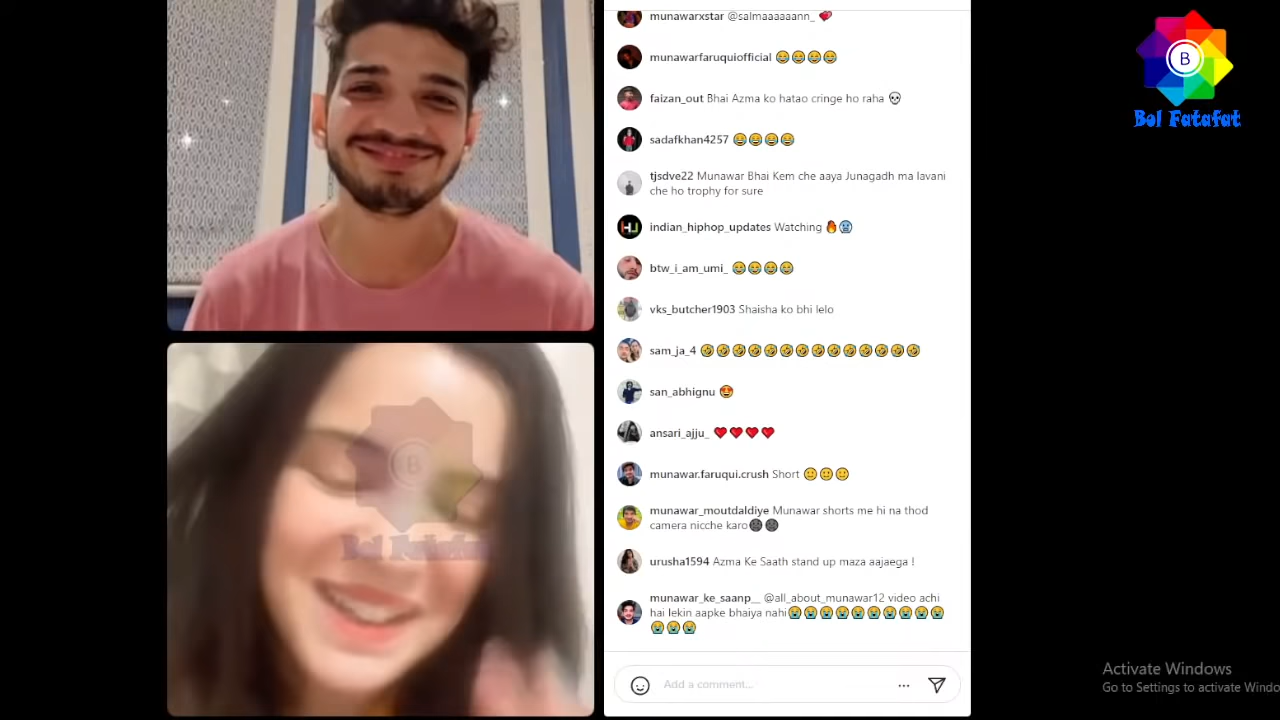 munawarxstar @salmaaaaaann_ ❤
B
Bol Fatafat
munawarfaruquiofficial 😂😂😂😂
faizan_out Bhai Azma ko hatao cringe ho raha 💀
sadafkhan4257 😂😂😂😂
tjsdve22 Munawar Bhai Kem che aaya Junagadh ma lavani
che ho trophy for sure
indian_hiphop_updates Watching 🔥🥶
btw_i_am_umi_ 😂😂😂😂
vks_butcher1903 Shaisha ko bhi lelo
sam_ja_4 🤣🤣🤣🤣🤣🤣🤣🤣🤣🤣🤣🤣🤣🤣
san_abhignu 😍
ansari_ajju_ ❤❤❤❤
B
Bol Fatafat
munawar.faruqui.crush Short 🙂🙂🙂
munawar_moutdaldiye Munawar shorts me hi na thod
camera nicche karo🌚🌚
urusha1594 Azma Ke Saath stand up maza aajaega !
munawar_ke_saanp__ @all_about_munawar12 video achi
hai lekin aapke bhaiya nahi😭😭😭😭😭😭😭😭😭😭
😭😭😭
Add a comment...
Activate Windows
Go to Settings to activate Windo